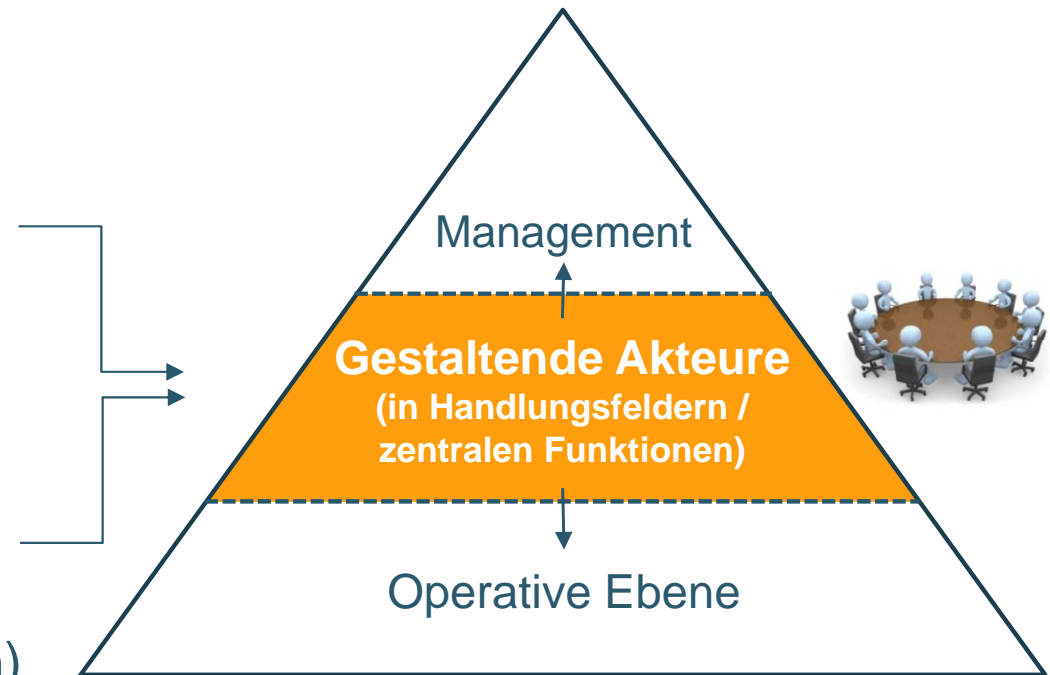 Management
Gestaltende Akteure
(in Handlungsfeldern /
zentralen Funktionen)
Operative Ebene
)